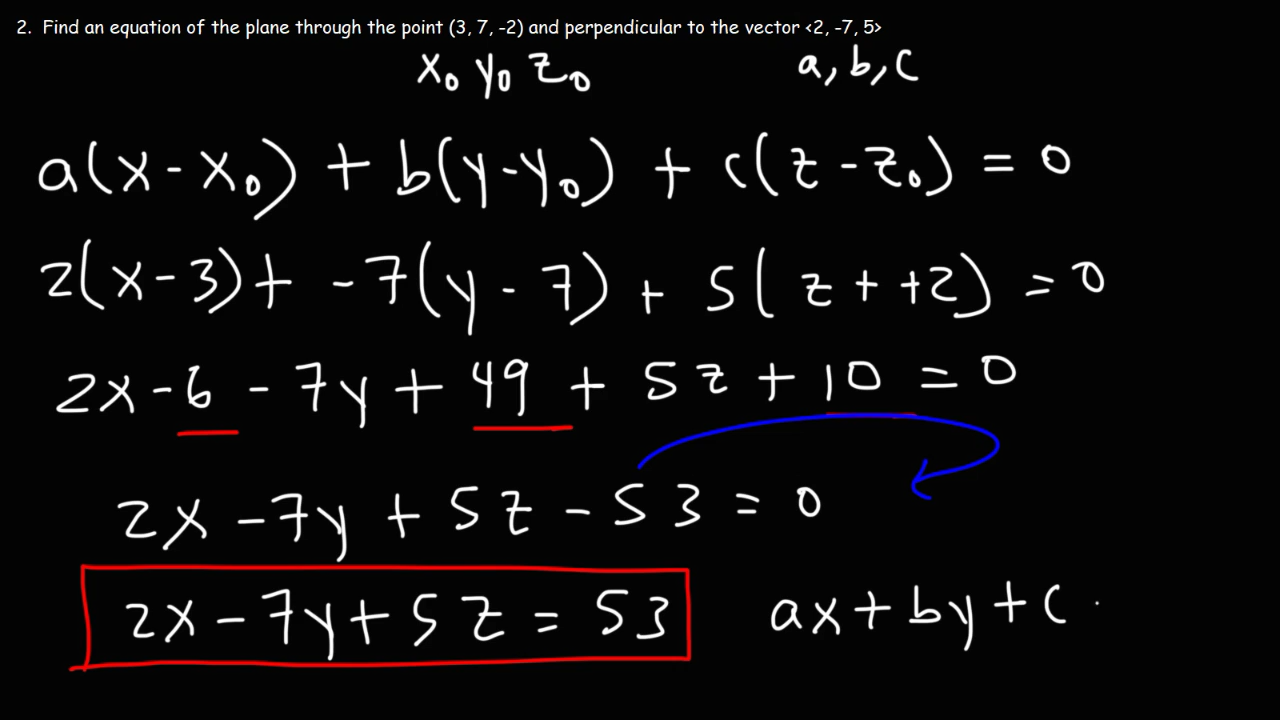 2. Find an equation of the plane through the point (3, 7, -2) and perpendicular to the vector <2, -7, 5>
x₀ y₀ z₀ a, b, c
a(x - x₀) + b(y - y₀) + c(z - z₀) = 0
2(x - 3) + -7(y - 7) + 5(z + +2) = 0
2x - 6 - 7y + 49 + 5z + 10 = 0
2x - 7y + 5z - 53 = 0
2x - 7y + 5z = 53 ax + by + c